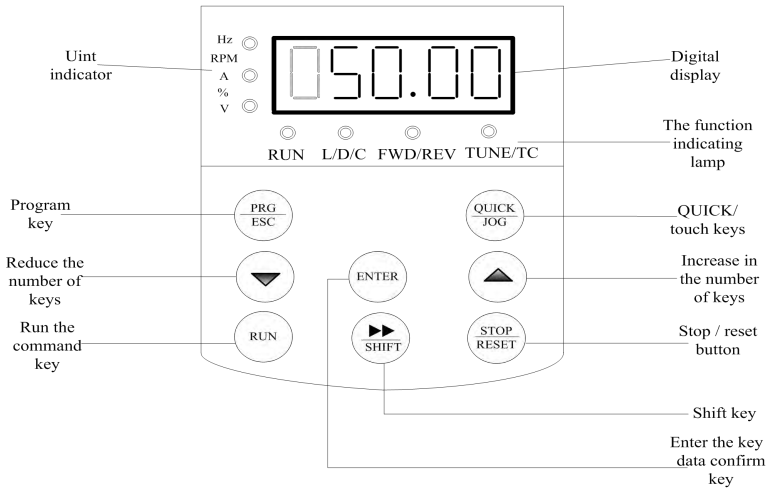 Hz
RPM
A
%
V
50.00
Uint
indicator
Digital
display
RUN L/D/C FWD/REV TUNE/TC
The function
indicating
lamp
Program
key
PRG
ESC
QUICK
JOG
QUICK/
touch keys
Reduce the
number of
keys
ENTER
Increase in
the number
of keys
Run the
command
key
RUN
SHIFT
STOP
RESET
Stop / reset
button
Shift key
Enter the key
data confirm
key